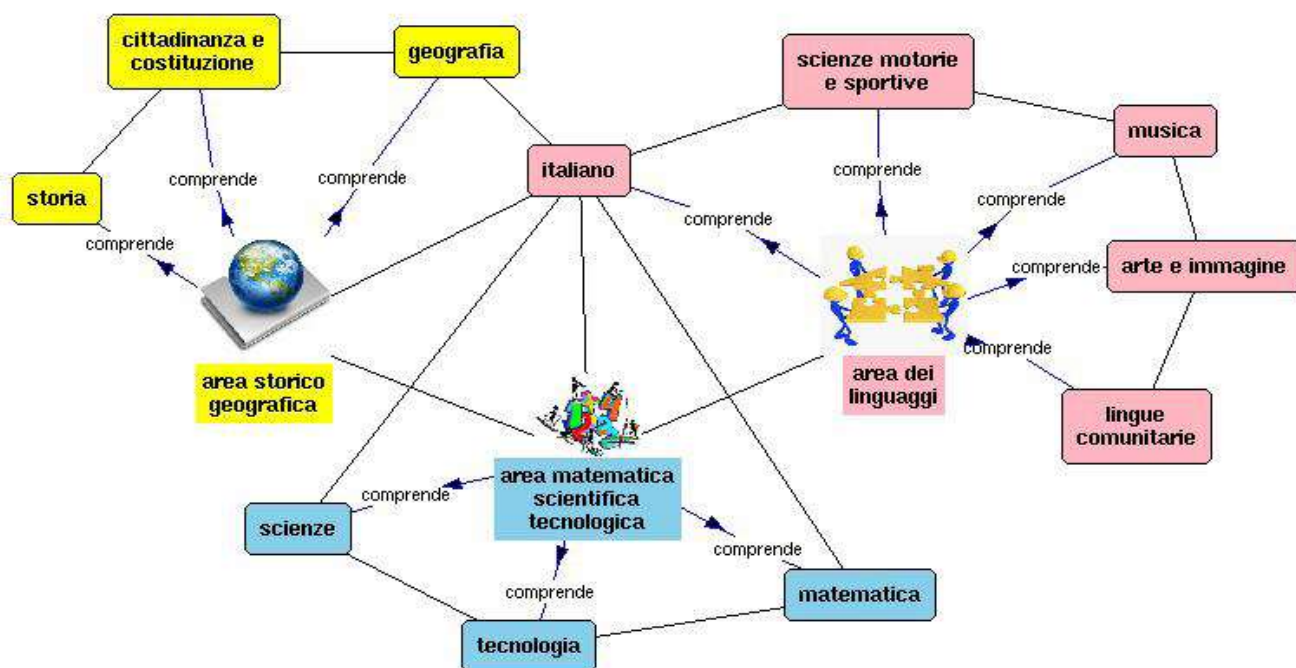 cittadinanza e
costituzione
geografia
storia
comprende
comprende
comprende
area storico
geografica
italiano
scienze motorie
e sportive
musica
arte e immagine
lingue
comunitarie
comprende
comprende
comprende
comprende
comprende
area dei
linguaggi
area matematica
scientifica
tecnologica
comprende
comprende
comprende
scienze
tecnologia
matematica